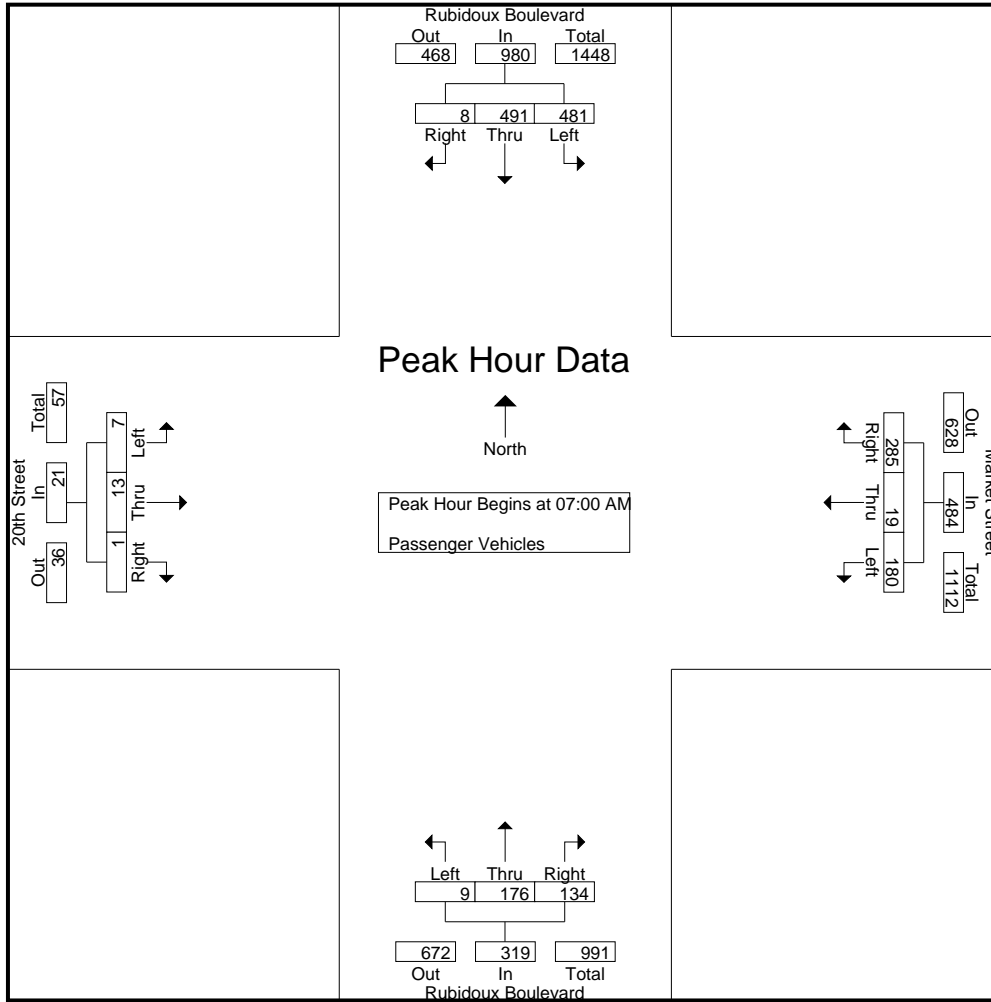 Rubidoux Boulevard
Out In Total
468 980 1448
8 491 481
Right Thru Left
Peak Hour Data
North
Peak Hour Begins at 07:00 AM
Passenger Vehicles
20th Street
Out In Total
36 21 57
Left Thru Right
7 13 1
Market Street
Out In Total
628 484 1112
285 19 180
Right Thru Left
Left Thru Right
9 176 134
672 319 991
Out In Total
Rubidoux Boulevard